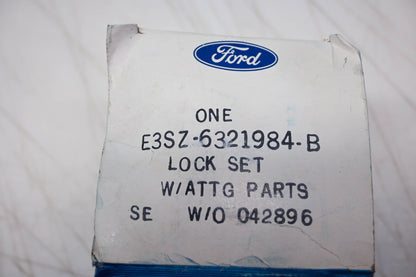 Ford
ONE
E3SZ-6321984-B
LOCK SET
W/ATTG PARTS
SE W/O 042896